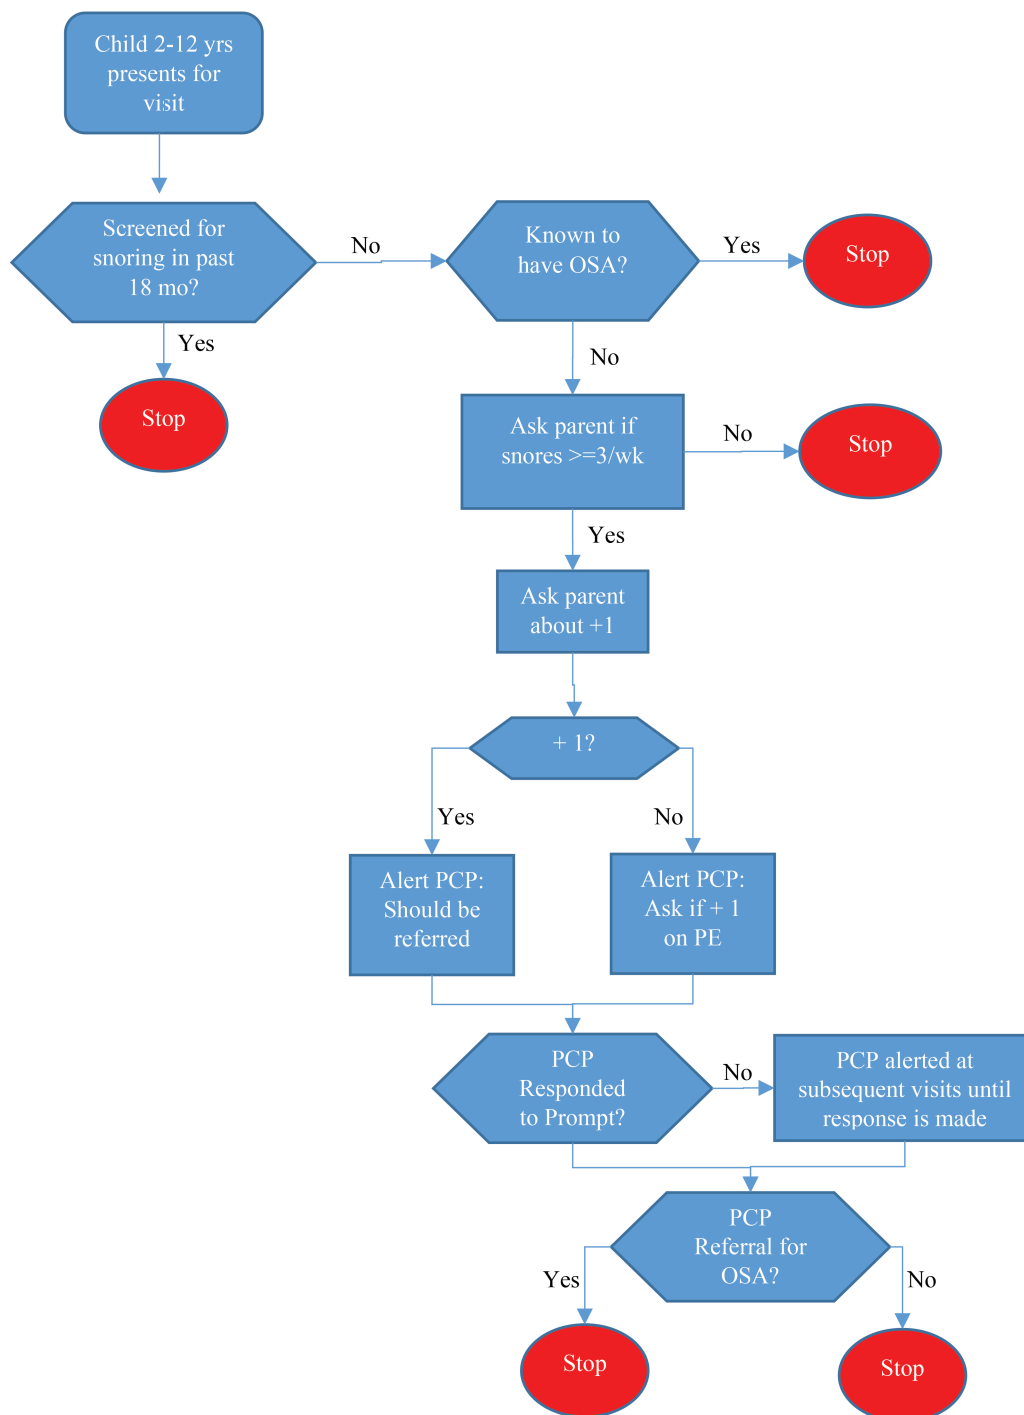 Child 2-12 yrs
presents for
visit
Screened for
snoring in past
18 mo?
No
Known to
have OSA?
Yes
Stop
Yes
Stop
No
Ask parent if
snores >=3/wk
No
Stop
Yes
Ask parent
about +1
+ 1?
Yes
No
Alert PCP:
Should be
referred
Alert PCP:
Ask if + 1
on PE
PCP
Responded
to Prompt?
No
PCP alerted at
subsequent visits until
response is made
PCP
Referral for
OSA?
Yes
No
Stop
Stop